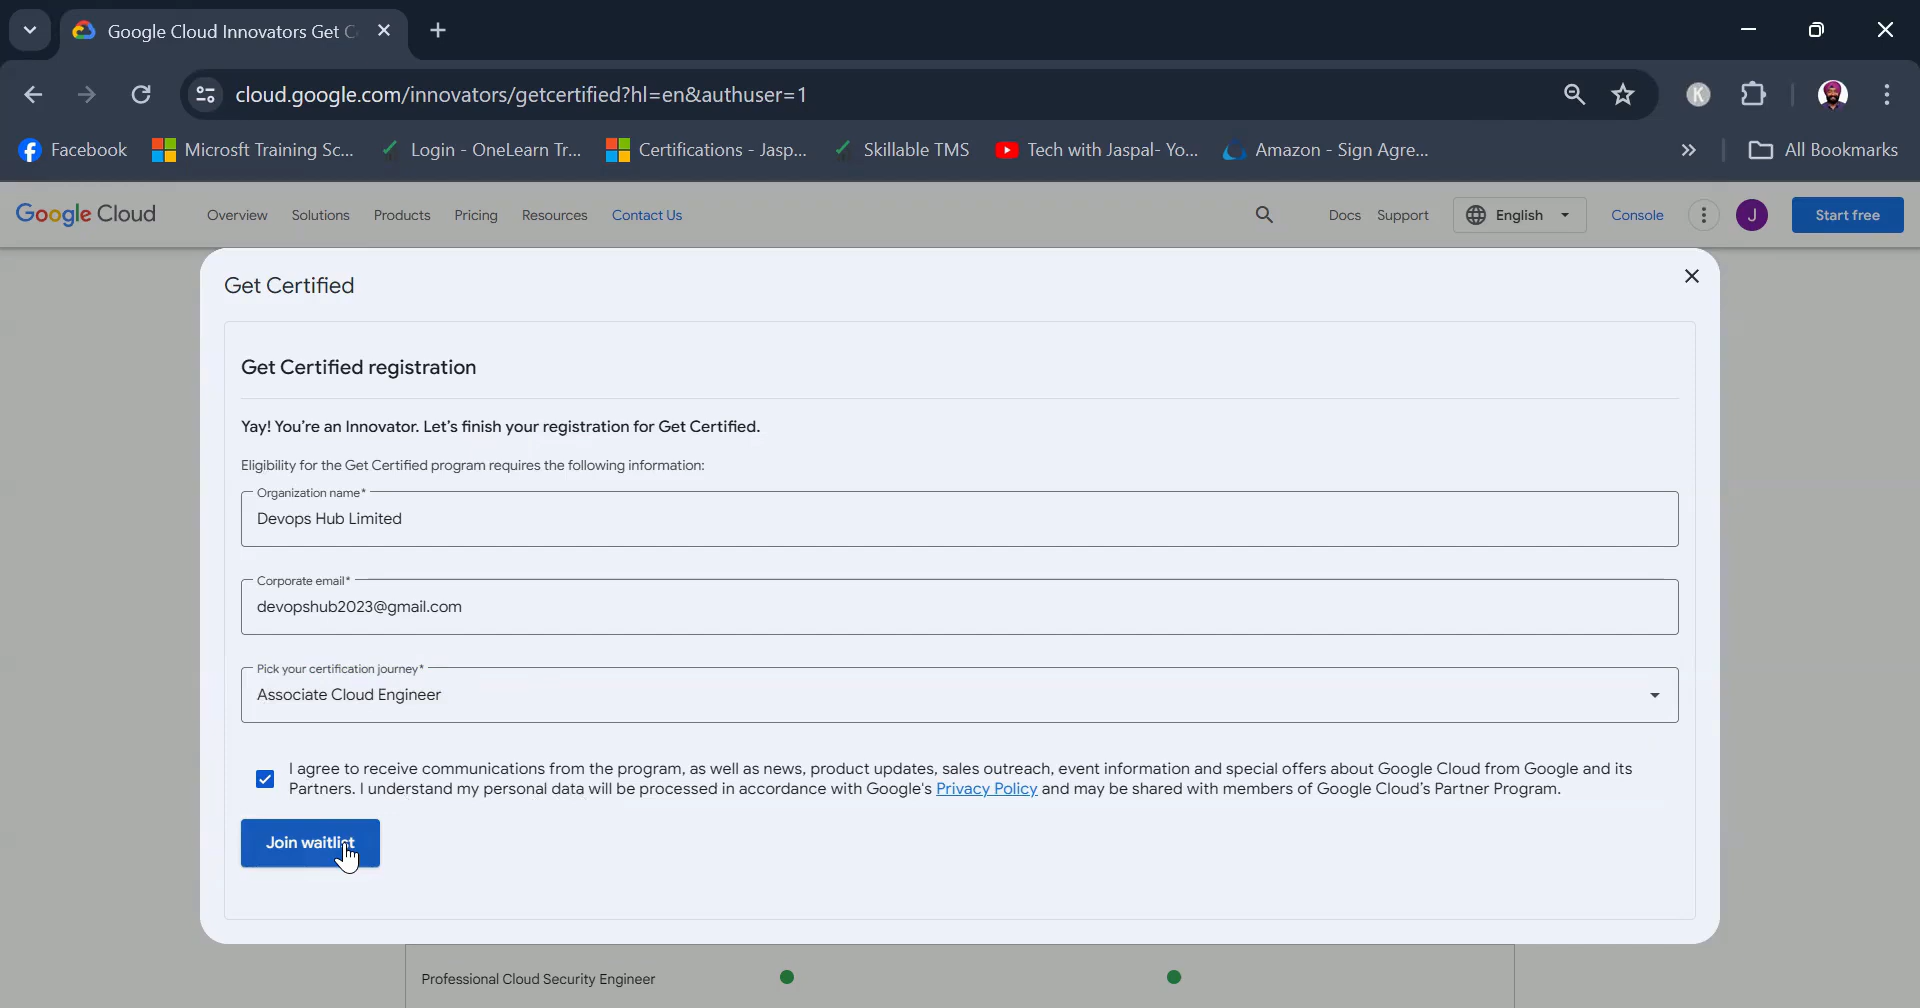 Google Cloud Innovators Get C
cloud.google.com/innovators/getcertified?hl=en&authuser=1
K
Facebook
Microsft Training Sc...
Login - OneLearn Tr...
Certifications - Jasp...
Skillable TMS
Tech with Jaspal- Yo...
Amazon - Sign Agre...
All Bookmarks
Google Cloud
Overview
Solutions
Products
Pricing
Resources
Contact Us
Docs
Support
English
Console
J
Start free
Get Certified
Get Certified registration
Yay! You're an Innovator. Let's finish your registration for Get Certified.
Eligibility for the Get Certified program requires the following information:
Organization name*
Devops Hub Limited
Corporate email*
devopshub2023@gmail.com
Pick your certification journey*
Associate Cloud Engineer
I agree to receive communications from the program, as well as news, product updates, sales outreach, event information and special offers about Google Cloud from Google and its
Partners. I understand my personal data will be processed in accordance with Google's Privacy Policy and may be shared with members of Google Cloud's Partner Program.
Join waitlist
Professional Cloud Security Engineer